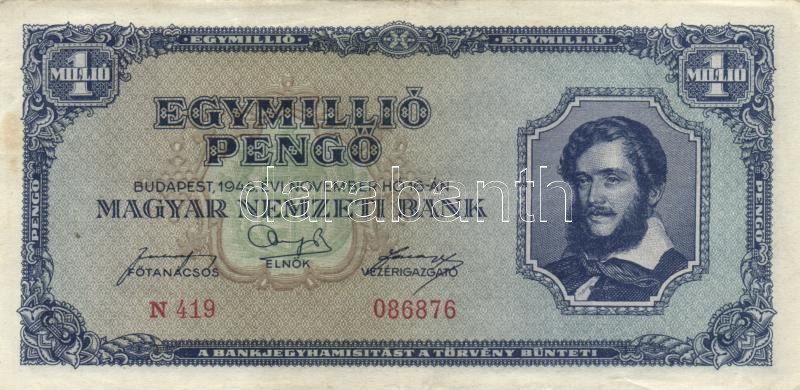 EGYMILLIÓ EGYMILLIÓ
1 MILLIÓ 1 MILLIÓ
EGYMILLIÓ
PENGŐ
BUDAPEST, 1945. ÉVI NOVEMBER HÓ 16-ÁN
MAGYAR NEMZETI BANK
darabanth
FŐTANÁCSOS ELNÖK VEZÉRIGAZGATÓ
N 419 086876
PENGŐ PENGŐ
A BANKJEGYHAMISÍTÁST A TÖRVÉNY BÜNTETI